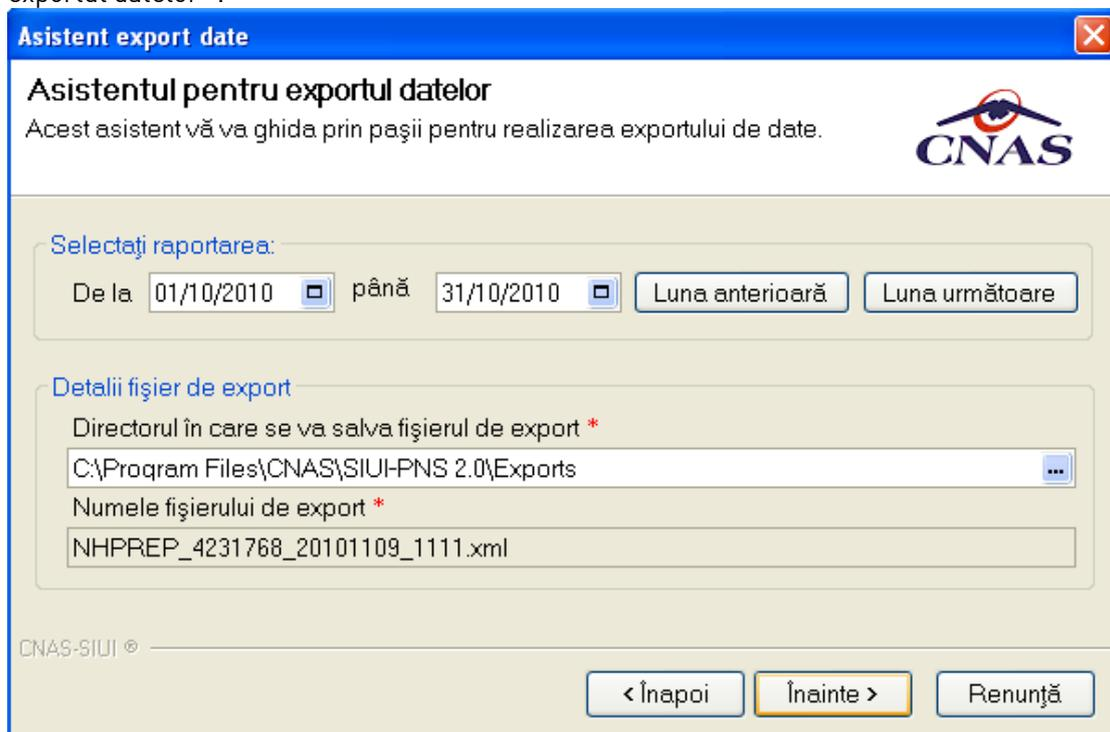 exportul datelor".
Asistent export date
Asistentul pentru exportul datelor
Acest asistent vă va ghida prin paşii pentru realizarea exportului de date.
CNAS
Selectaţi raportarea:
De la 01/10/2010 până 31/10/2010 Luna anterioară Luna următoare
Detalii fişier de export
Directorul în care se va salva fişierul de export *
C:\Program Files\CNAS\SIUI-PNS 2.0\Exports ...
Numele fişierului de export *
NHPREP_4231768_20101109_1111.xml
CNAS-SIUI ®
< Înapoi Înainte > Renunţă